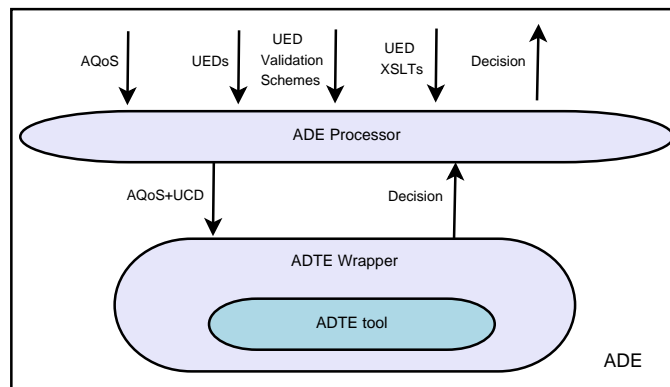 AQoS
UEDs
UED
Validation
Schemes
UED
XSLTs
Decision
ADE Processor
AQoS+UCD
Decision
ADTE Wrapper
ADTE tool
ADE